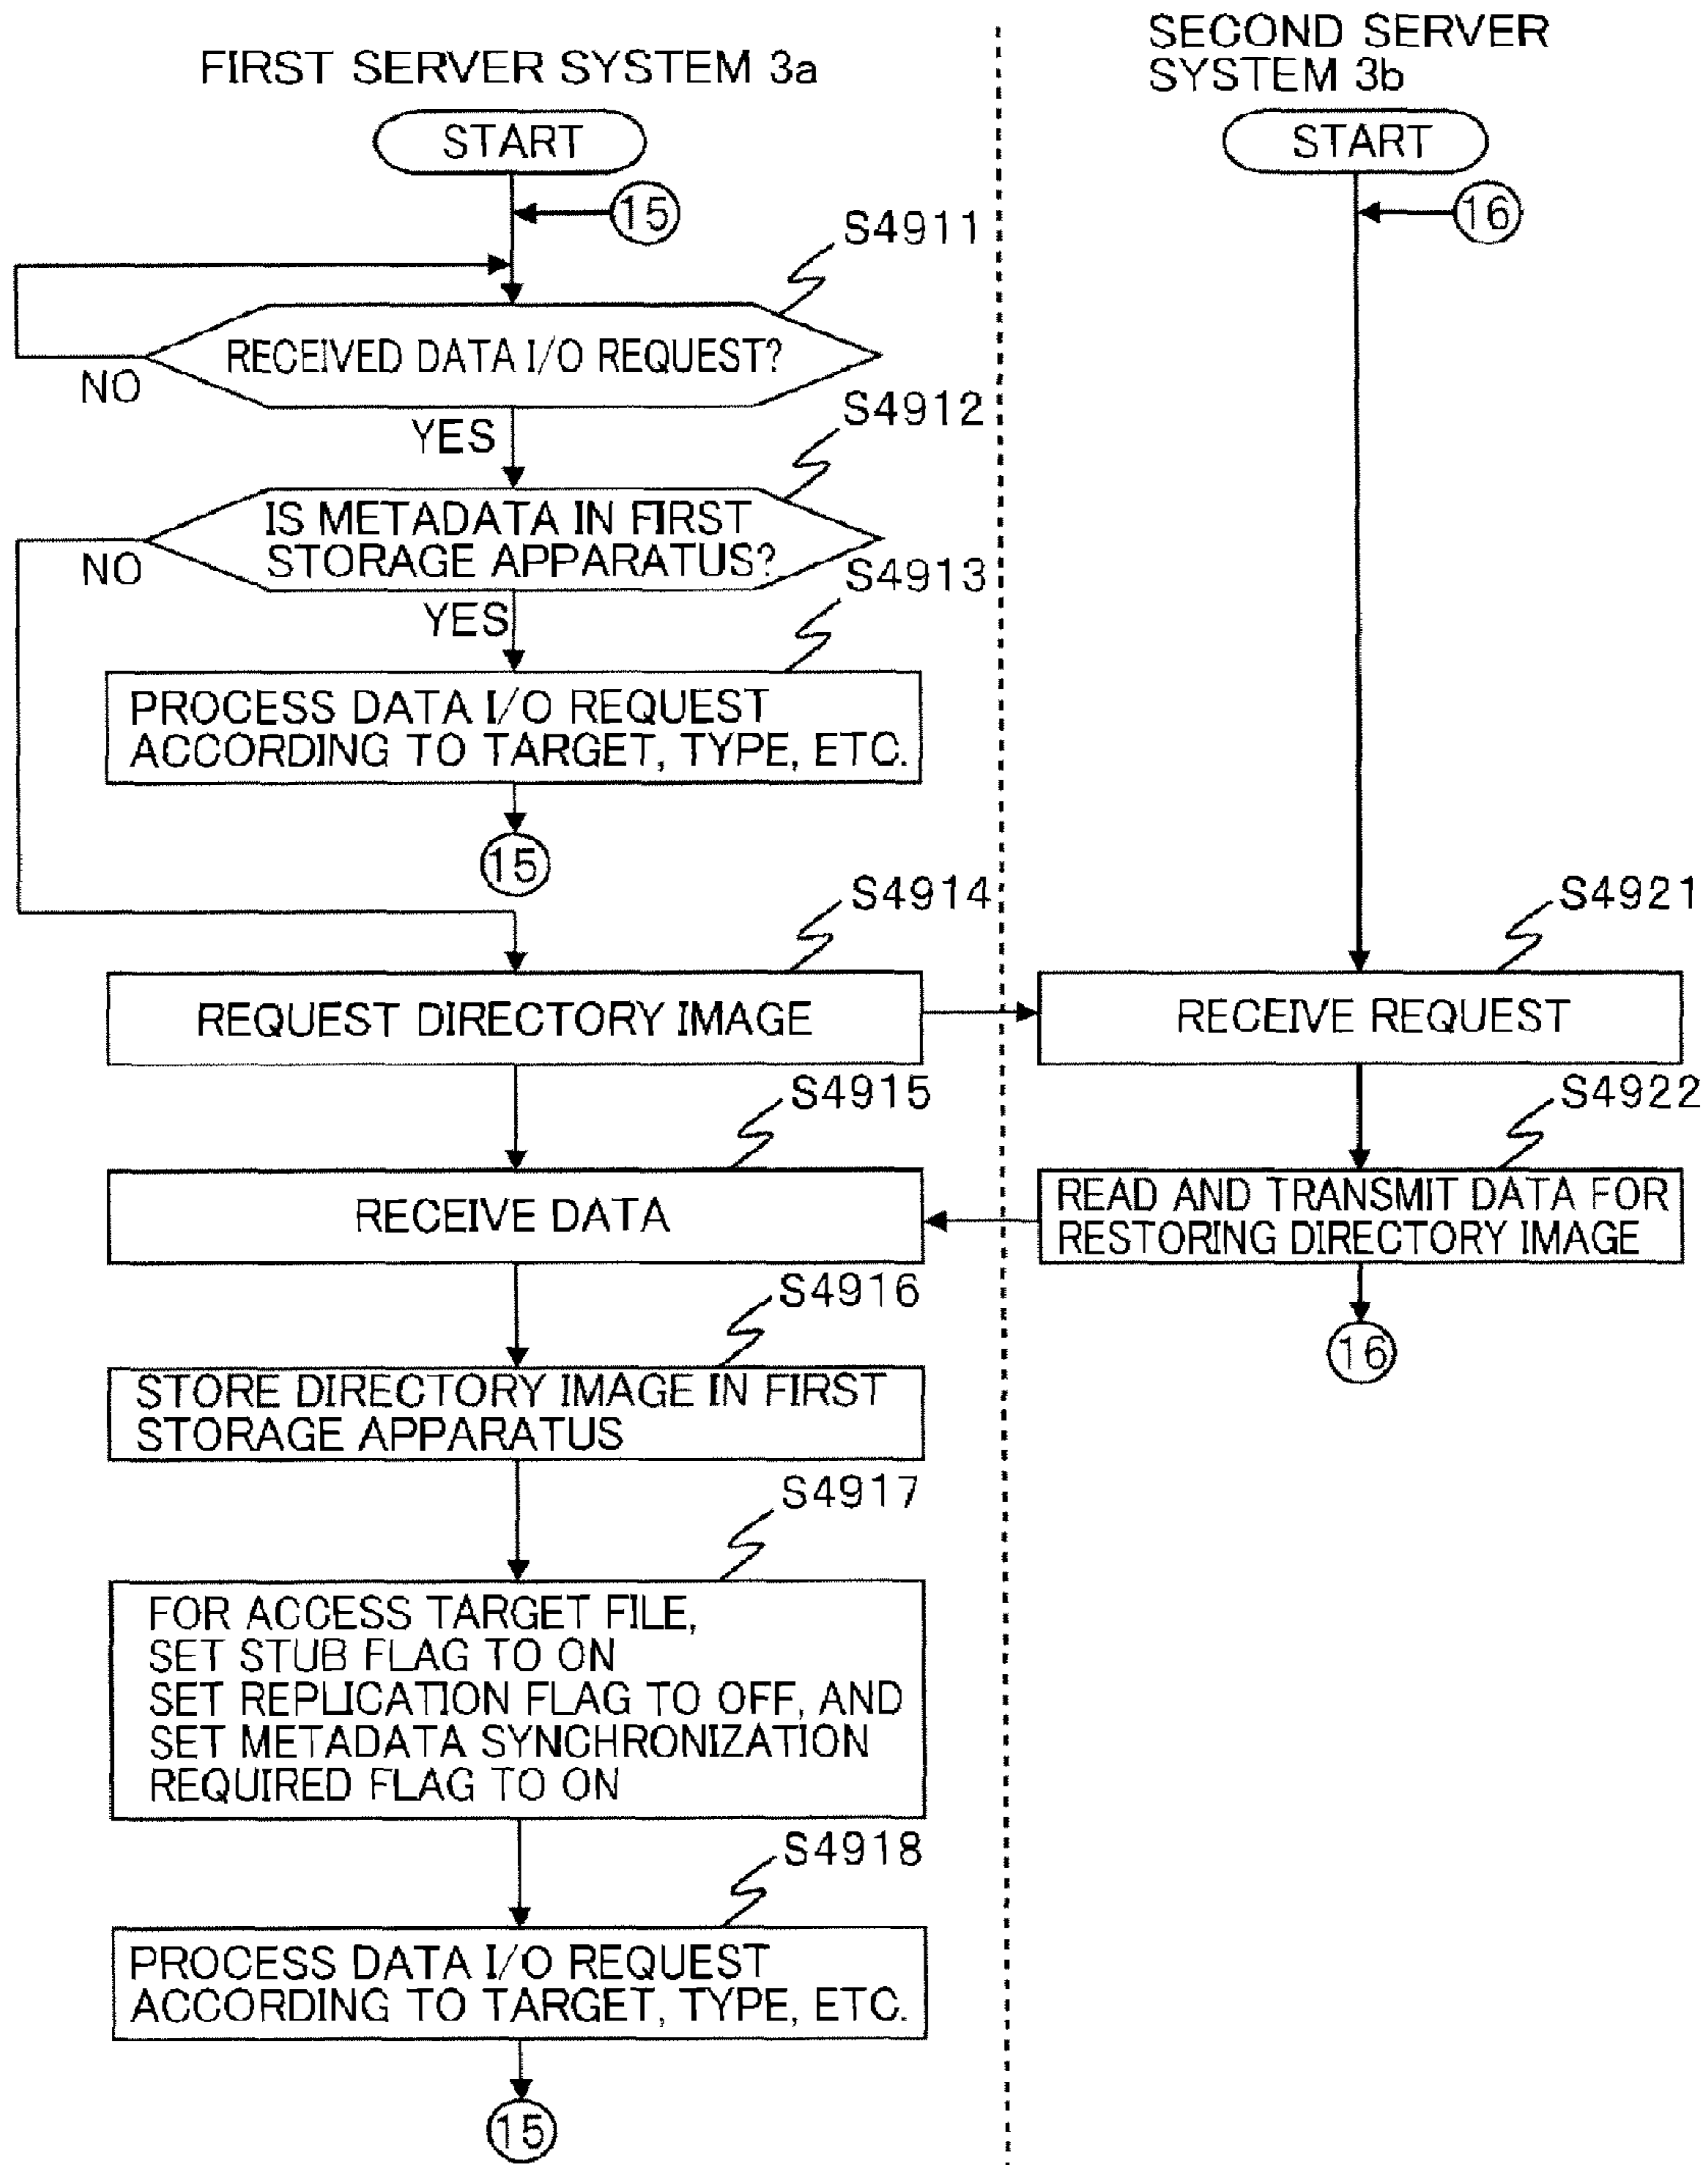 FIRST SERVER SYSTEM 3a
SECOND SERVER
SYSTEM 3b
START
START
15
16
S4911
RECEIVED DATA I/O REQUEST?
NO
YES
S4912
IS METADATA IN FIRST
STORAGE APPARATUS?
NO
YES
S4913
PROCESS DATA I/O REQUEST
ACCORDING TO TARGET, TYPE, ETC.
15
S4914
S4921
REQUEST DIRECTORY IMAGE
RECEIVE REQUEST
S4915
S4922
RECEIVE DATA
READ AND TRANSMIT DATA FOR
RESTORING DIRECTORY IMAGE
S4916
16
STORE DIRECTORY IMAGE IN FIRST
STORAGE APPARATUS
S4917
FOR ACCESS TARGET FILE,
SET STUB FLAG TO ON
SET REPLICATION FLAG TO OFF, AND
SET METADATA SYNCHRONIZATION
REQUIRED FLAG TO ON
S4918
PROCESS DATA I/O REQUEST
ACCORDING TO TARGET, TYPE, ETC.
15